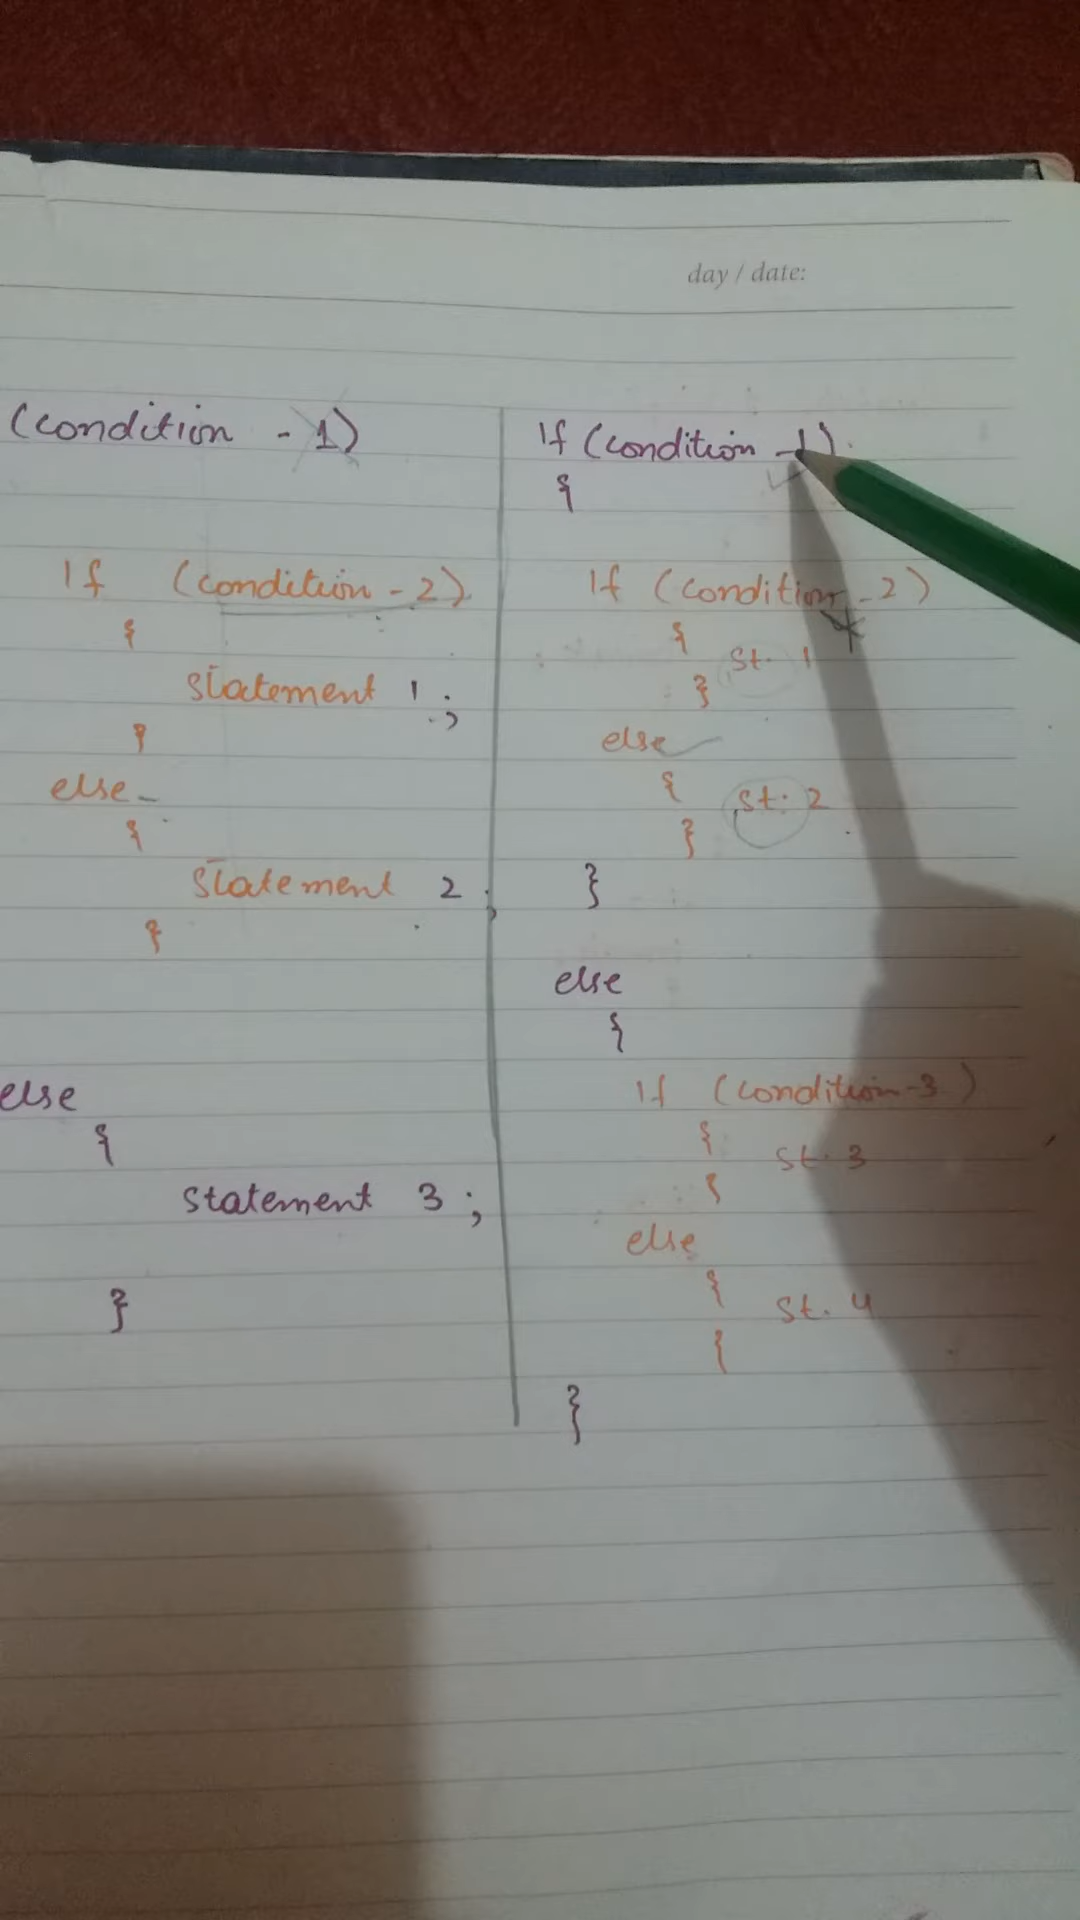 day / date:
(condition - 1)
If (condition - 2)
{
statement 1;
}
else
{
statement 2;
}
else
{
statement 3;
}
If (condition - 1)
{
If (condition - 2)
{
st. 1
}
else
{
st. 2
}
}
else
{
If (condition-3)
{
st. 3
}
else
{
st. 4
{
}